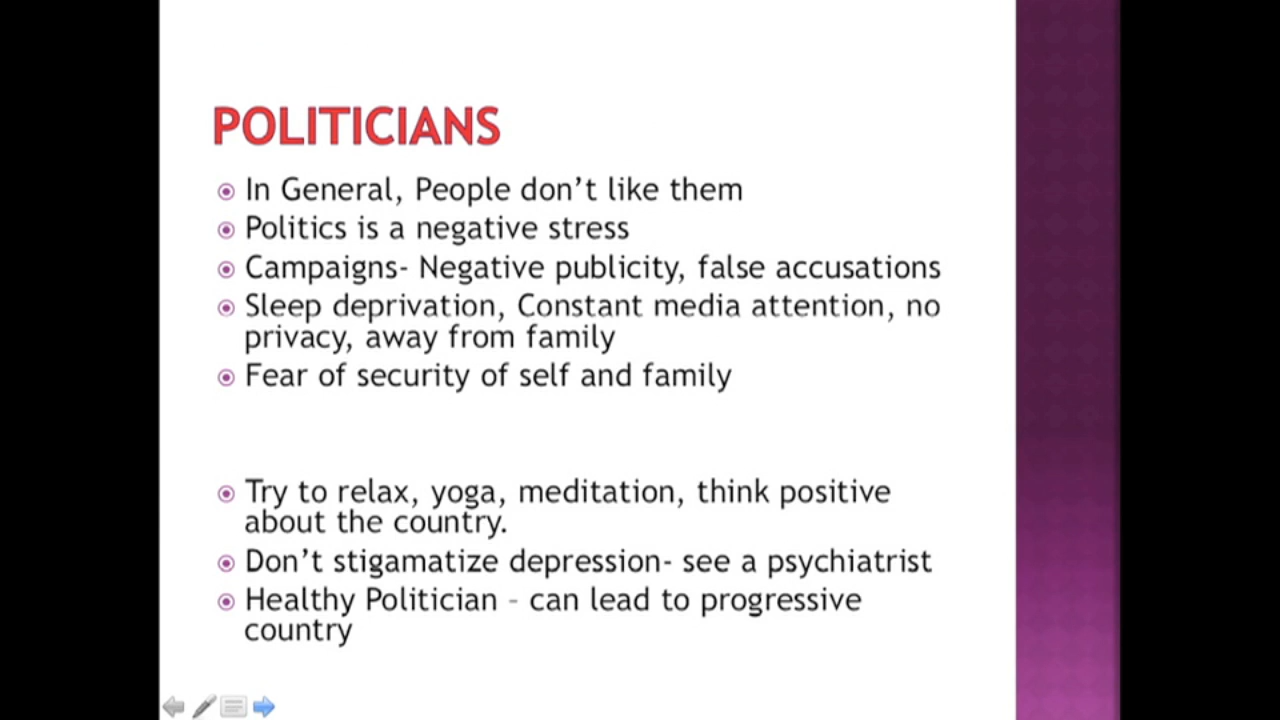 POLITICIANS
In General, People don’t like them
Politics is a negative stress
Campaigns- Negative publicity, false accusations
Sleep deprivation, Constant media attention, no
privacy, away from family
Fear of security of self and family
Try to relax, yoga, meditation, think positive
about the country.
Don’t stigamatize depression- see a psychiatrist
Healthy Politician – can lead to progressive
country